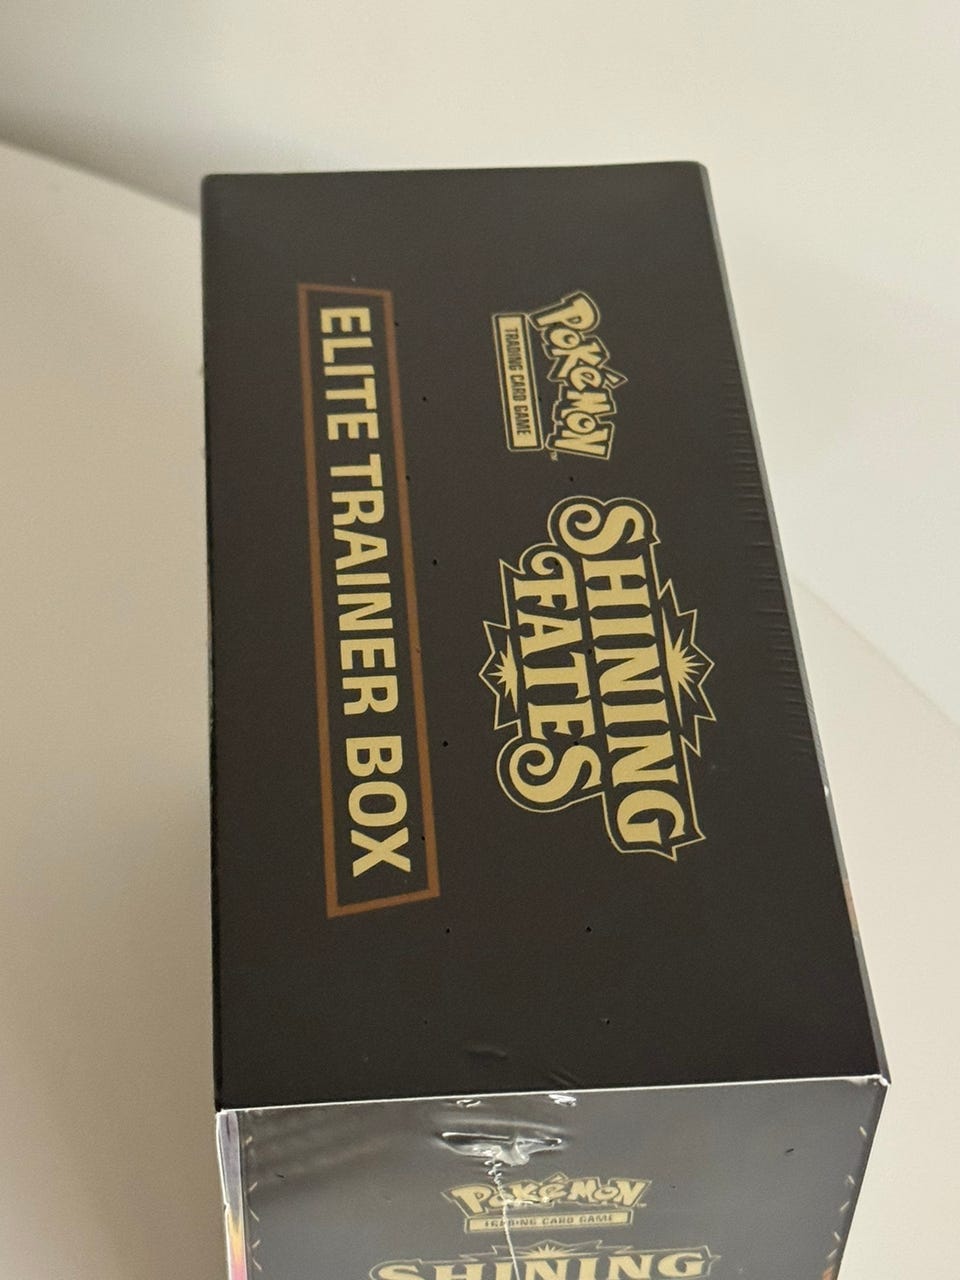 Pokémon
TRADING CARD GAME
SHINING
FATES
ELITE TRAINER BOX
Pokémon
TRADING CARD GAME
SHINING